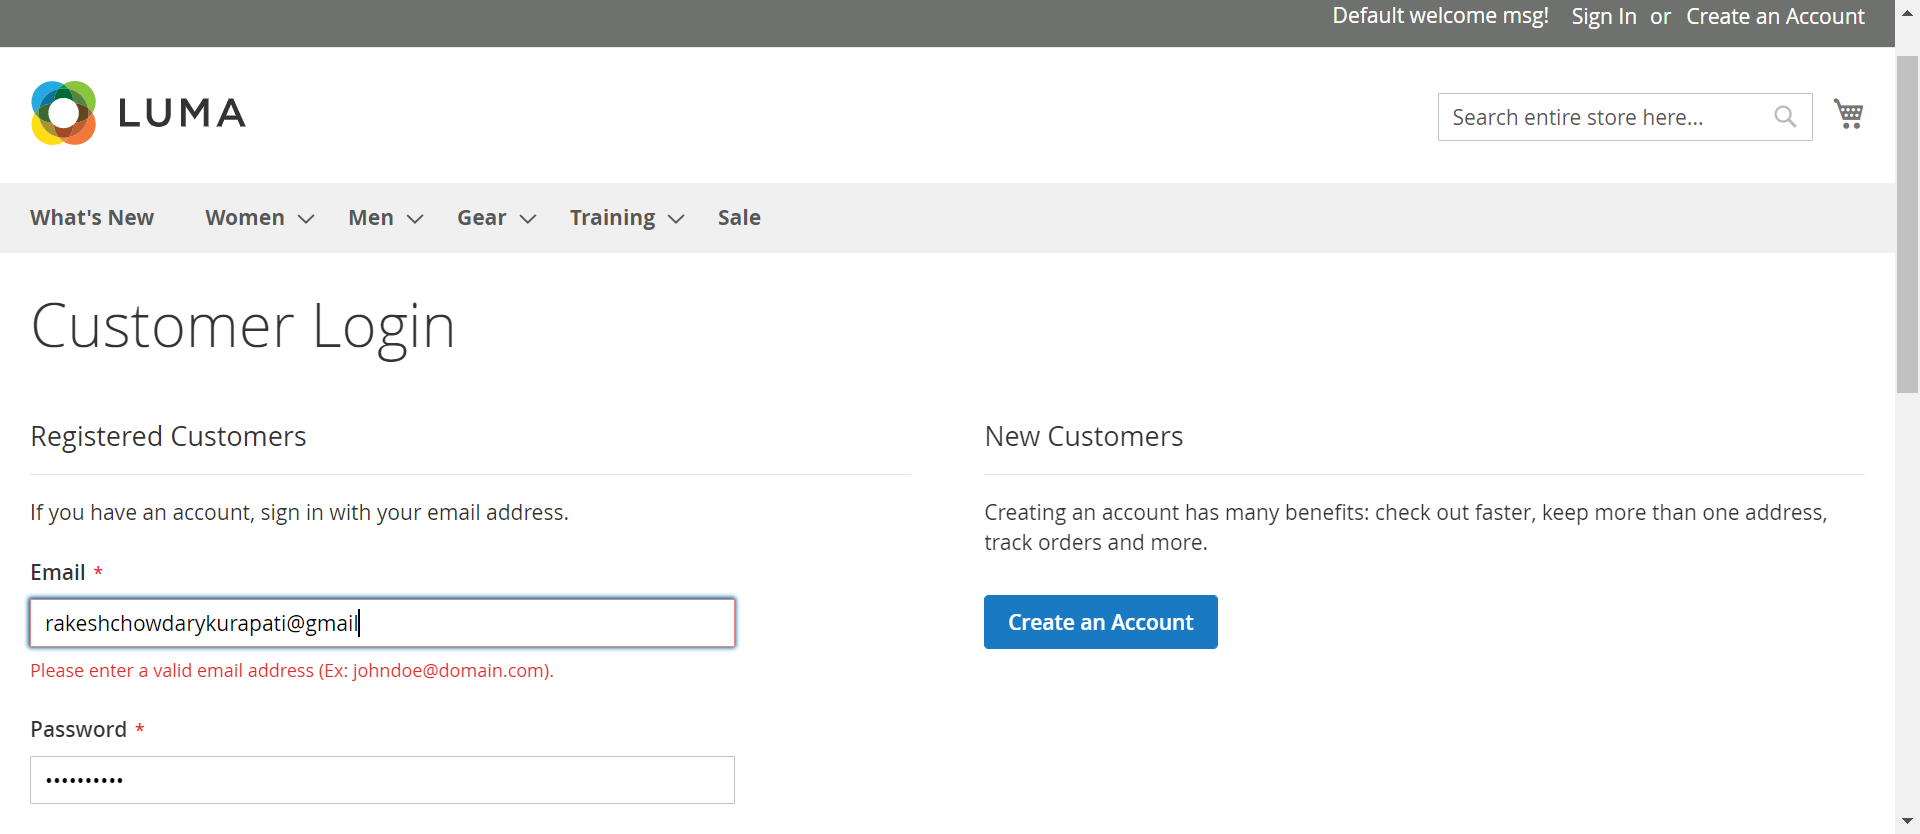 Default welcome msg! Sign In or Create an Account
LUMA
Search entire store here...
What's New Women Men Gear Training Sale
Customer Login
Registered Customers
If you have an account, sign in with your email address.
Email *
rakeshchowdarykurapati@gmail
Please enter a valid email address (Ex: johndoe@domain.com).
Password *
••••••••••
New Customers
Creating an account has many benefits: check out faster, keep more than one address,
track orders and more.
Create an Account